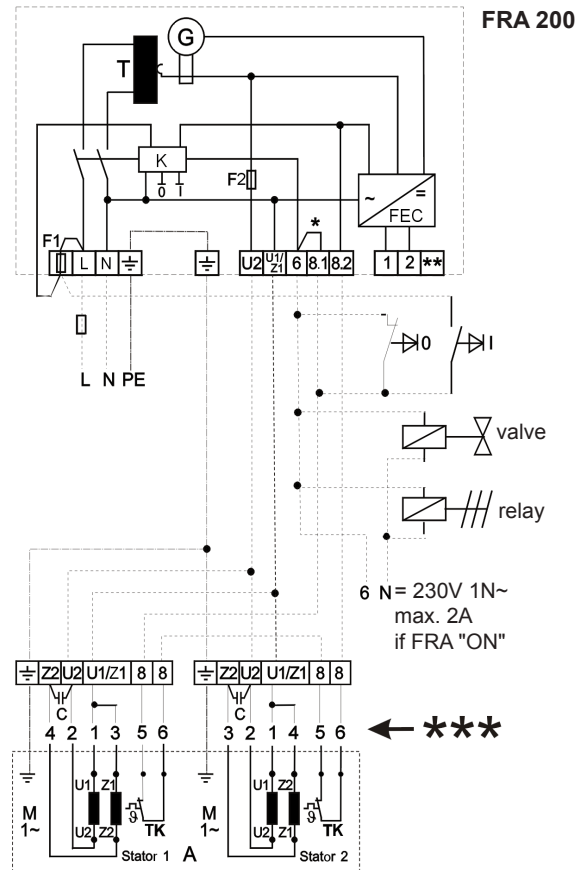 FRA 200
G
T
K
0 I
F2
~ =
FEC
*
F1
L N
U2 U1/Z1 6 8.1 8.2
1 2 **
L N PE
0 I
valve
relay
6 N = 230V 1N~
max. 2A
if FRA "ON"
Z2 U2 U1/Z1 8 8
Z2 U2 U1/Z1 8 8
C
C
4 2 1 3 5 6
3 2 1 4 5 6
***
U1 Z1
U1 Z2
M
1~
ϑ
TK
M
1~
ϑ
TK
U2 Z2
U2 Z1
Stator 1 A Stator 2